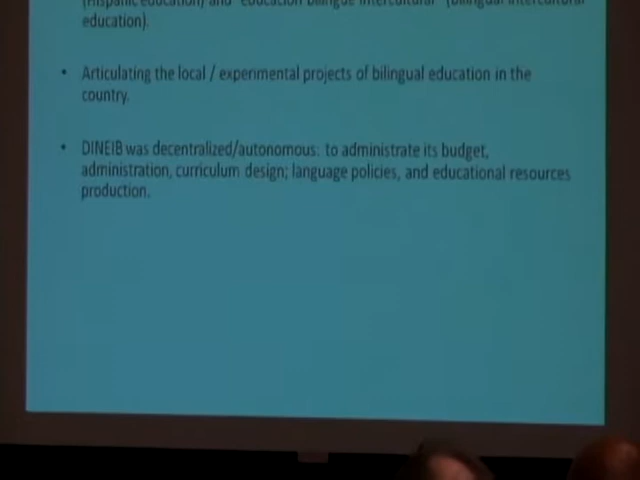 (Hispanic education) and "educación bilingüe intercultural" (bilingual intercultural
education).
• Articulating the local / experimental projects of bilingual education in the
country.
• DINEIB was decentralized/autonomous: to administrate its budget,
administration, curriculum design; language policies, and educational resources
production.